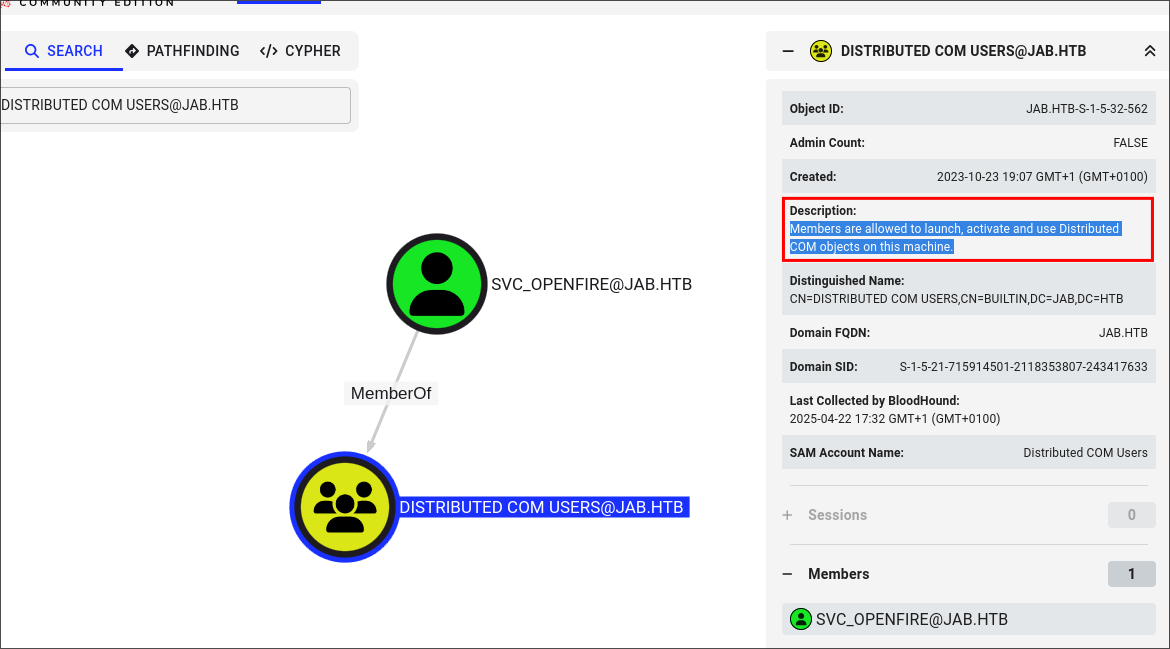 COMMUNITY EDITION
SEARCH
PATHFINDING
</> CYPHER
DISTRIBUTED COM USERS@JAB.HTB
SVC_OPENFIRE@JAB.HTB
MemberOf
DISTRIBUTED COM USERS@JAB.HTB
DISTRIBUTED COM USERS@JAB.HTB
Object ID: JAB.HTB-S-1-5-32-562
Admin Count: FALSE
Created: 2023-10-23 19:07 GMT+1 (GMT+0100)
Description:
Members are allowed to launch, activate and use Distributed
COM objects on this machine.
Distinguished Name:
CN=DISTRIBUTED COM USERS,CN=BUILTIN,DC=JAB,DC=HTB
Domain FQDN: JAB.HTB
Domain SID: S-1-5-21-715914501-2118353807-243417633
Last Collected by BloodHound:
2025-04-22 17:32 GMT+1 (GMT+0100)
SAM Account Name: Distributed COM Users
+ Sessions 0
− Members 1
SVC_OPENFIRE@JAB.HTB